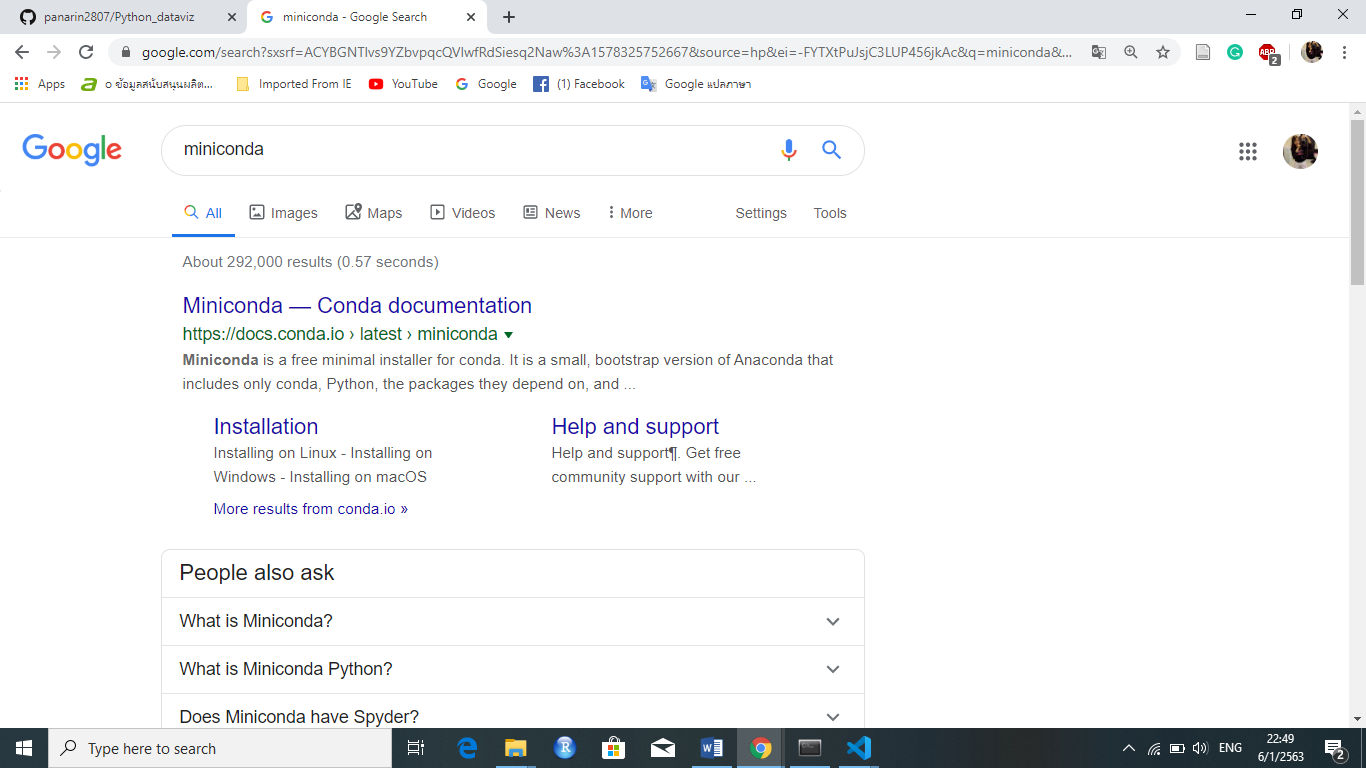 panarin2807/Python_dataviz
miniconda - Google Search
google.com/search?sxsrf=ACYBGNTlvs9YZbvpqcQVlwfRdSiesq2Naw%3A1578325752667&source=hp&ei=-FYTXtPuJsjC3LUP456jkAc&q=miniconda&...
Apps
o ข้อมูลสนับสนุนผลิต...
Imported From IE
YouTube
Google
(1) Facebook
Google แปลภาษา
Google
miniconda
All
Images
Maps
Videos
News
More
Settings
Tools
About 292,000 results (0.57 seconds)
Miniconda — Conda documentation
https://docs.conda.io › latest › miniconda
Miniconda is a free minimal installer for conda. It is a small, bootstrap version of Anaconda that
includes only conda, Python, the packages they depend on, and ...
Installation
Installing on Linux - Installing on
Windows - Installing on macOS
Help and support
Help and support¶. Get free
community support with our ...
More results from conda.io »
People also ask
What is Miniconda?
What is Miniconda Python?
Does Miniconda have Spyder?
Type here to search
ENG
22:49
6/1/2563
2